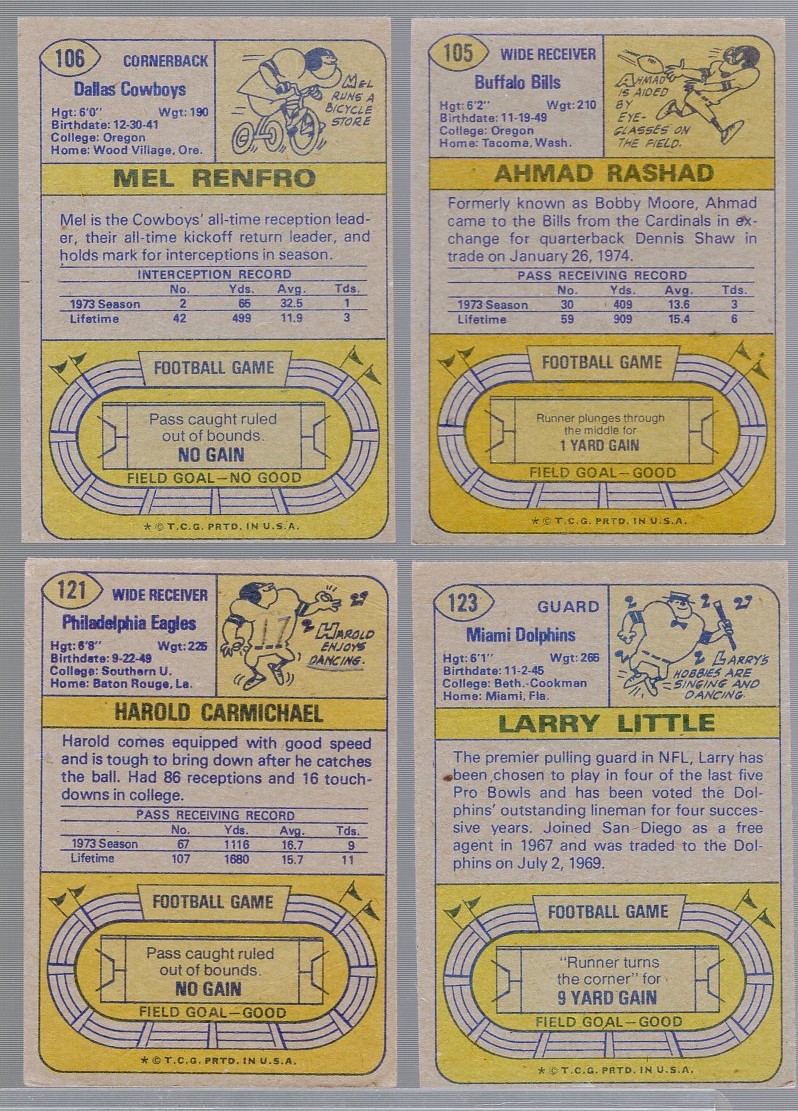 106
CORNERBACK
Dallas Cowboys
Hgt: 6'0" Wgt: 190
Birthdate: 12-30-41
College: Oregon
Home: Wood Village, Ore.
MEL
RUNS A
BICYCLE
STORE
MEL RENFRO
Mel is the Cowboys' all-time reception lead-
er, their all-time kickoff return leader, and
holds mark for interceptions in season.
INTERCEPTION RECORD
No. Yds. Avg. Tds.
1973 Season 2 65 32.5 1
Lifetime 42 499 11.9 3
FOOTBALL GAME
Pass caught ruled
out of bounds.
NO GAIN
FIELD GOAL—NO GOOD
* © T.C.G. PRTD. IN U.S.A.
105
WIDE RECEIVER
Buffalo Bills
Hgt: 6'2" Wgt: 210
Birthdate: 11-19-49
College: Oregon
Home: Tacoma, Wash.
AHMAD
IS AIDED
BY
EYE-
GLASSES ON
THE FIELD.
AHMAD RASHAD
Formerly known as Bobby Moore, Ahmad
came to the Bills from the Cardinals in ex-
change for quarterback Dennis Shaw in
trade on January 26, 1974.
PASS RECEIVING RECORD
No. Yds. Avg. Tds.
1973 Season 30 409 13.6 3
Lifetime 59 909 15.4 6
FOOTBALL GAME
Runner plunges through
the middle for
1 YARD GAIN
FIELD GOAL—GOOD
* © T.C.G. PRTD. IN U.S.A.
121
WIDE RECEIVER
Philadelphia Eagles
Hgt: 6'8" Wgt: 225
Birthdate: 9-22-49
College: Southern U.
Home: Baton Rouge, La.
17
HAROLD
ENJOYS
DANCING.
HAROLD CARMICHAEL
Harold comes equipped with good speed
and is tough to bring down after he catches
the ball. Had 86 receptions and 16 touch-
downs in college.
PASS RECEIVING RECORD
No. Yds. Avg. Tds.
1973 Season 67 1116 16.7 9
Lifetime 107 1680 15.7 11
FOOTBALL GAME
Pass caught ruled
out of bounds.
NO GAIN
FIELD GOAL—GOOD
* © T.C.G. PRTD. IN U.S.A.
123
GUARD
Miami Dolphins
Hgt: 6'1" Wgt: 265
Birthdate: 11-2-45
College: Beth.-Cookman
Home: Miami, Fla.
LARRY'S
HOBBIES ARE
SINGING AND
DANCING.
LARRY LITTLE
The premier pulling guard in NFL, Larry has
been chosen to play in four of the last five
Pro Bowls and has been voted the Dol-
phins' outstanding lineman for four succes-
sive years. Joined San Diego as a free
agent in 1967 and was traded to the Dol-
phins on July 2, 1969.
FOOTBALL GAME
"Runner turns
the corner" for
9 YARD GAIN
FIELD GOAL—GOOD
* © T.C.G. PRTD. IN U.S.A.